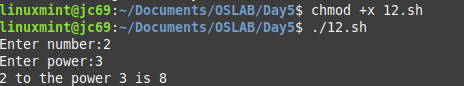 linuxmint@jc69:~/Documents/OSLAB/Day5$ chmod +x 12.sh
linuxmint@jc69:~/Documents/OSLAB/Day5$ ./12.sh
Enter number:2
Enter power:3
2 to the power 3 is 8